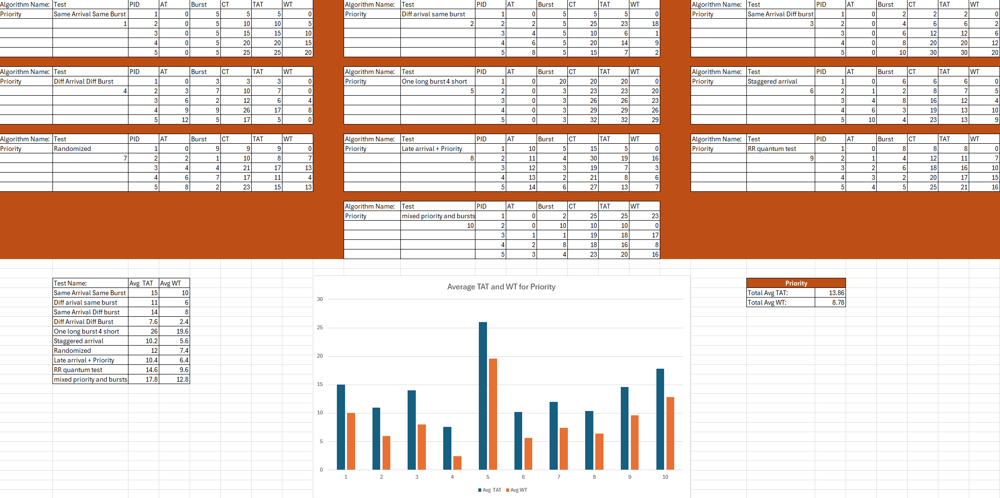 Algorithm Name: Test PID AT Burst CT TAT WT
Priority Same Arrival Same Burst 1 0 5 5 5 0
1 2 0 5 10 10 5
3 0 5 15 15 10
4 0 5 20 20 15
5 0 5 25 25 20
Algorithm Name: Test PID AT Burst CT TAT WT
Priority Diff arival same burst 1 0 5 5 5 0
2 2 2 5 25 23 18
3 4 5 10 6 1
4 6 5 20 14 9
5 8 5 15 7 2
Algorithm Name: Test PID AT Burst CT TAT WT
Priority Same Arrival Diff burst 1 0 2 2 2 0
3 2 0 4 6 6 2
3 0 6 12 12 6
4 0 8 20 20 12
5 0 10 30 30 20
Algorithm Name: Test PID AT Burst CT TAT WT
Priority Diff Arrival Diff Burst 1 0 3 3 3 0
4 2 3 7 10 7 0
3 6 2 12 6 4
4 9 9 26 17 8
5 12 5 17 5 0
Algorithm Name: Test PID AT Burst CT TAT WT
Priority One long burst 4 short 1 0 20 20 20 0
5 2 0 3 23 23 20
3 0 3 26 26 23
4 0 3 29 29 26
5 0 3 32 32 29
Algorithm Name: Test PID AT Burst CT TAT WT
Priority Staggered arrival 1 0 6 6 6 0
6 2 1 2 8 7 5
3 4 8 16 12 4
4 6 3 19 13 10
5 10 4 23 13 9
Algorithm Name: Test PID AT Burst CT TAT WT
Priority Randomized 1 0 9 9 9 0
7 2 2 1 10 8 7
3 4 4 21 17 13
4 6 7 17 11 4
5 8 2 23 15 13
Algorithm Name: Test PID AT Burst CT TAT WT
Priority Late arrival + Priority 1 10 5 15 5 0
8 2 11 4 30 19 16
3 12 3 19 7 3
4 13 2 21 8 6
5 14 6 27 13 7
Algorithm Name: Test PID AT Burst CT TAT WT
Priority RR quantum test 1 0 8 8 8 0
9 2 1 4 12 11 7
3 2 6 18 16 10
4 3 2 20 17 15
5 4 5 25 21 16
Algorithm Name: Test PID AT Burst CT TAT WT
Priority mixed priority and bursts 1 0 2 25 25 23
10 2 0 10 10 10 0
3 1 1 19 18 17
4 2 8 18 16 8
5 3 4 23 20 16
Test Name: Avg TAT Avg WT
Same Arrival Same Burst 15 10
Diff arival same burst 11 6
Same Arrival Diff burst 14 8
Diff Arrival Diff Burst 7.6 2.4
One long burst 4 short 26 19.6
Staggered arrival 10.2 5.6
Randomized 12 7.4
Late arrival + Priority 10.4 6.4
RR quantum test 14.6 9.6
mixed priority and bursts 17.8 12.8
Average TAT and WT for Priority
30
25
20
15
10
5
0
1 2 3 4 5 6 7 8 9 10
Avg TAT Avg WT
Priority
Total Avg TAT: 13.86
Total Avg WT: 8.78